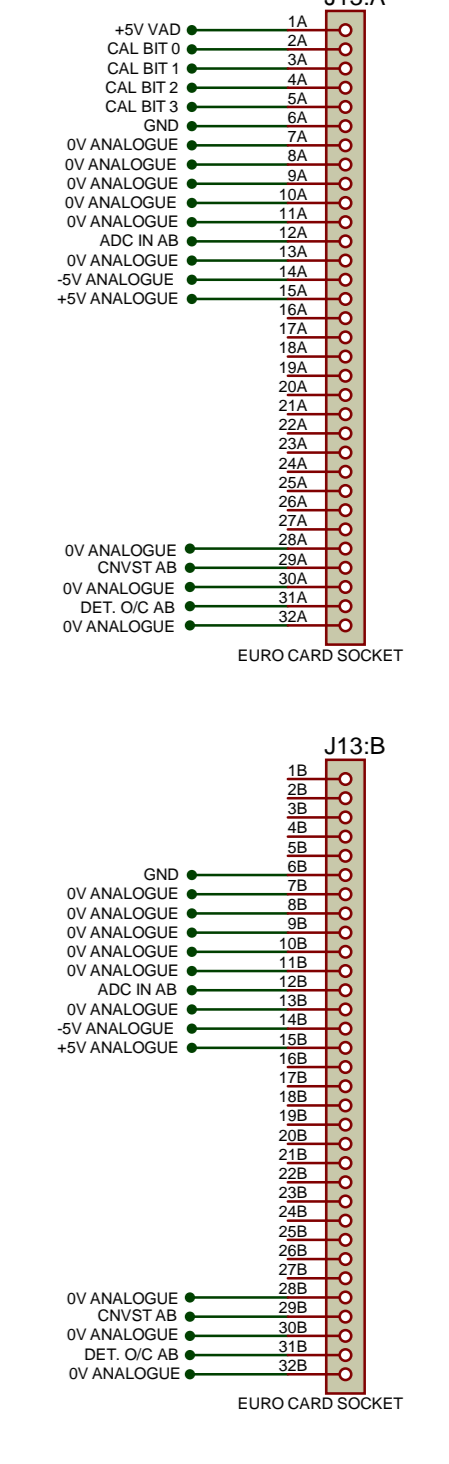 J13:A
+5V VAD 1A
CAL BIT 0 2A
CAL BIT 1 3A
CAL BIT 2 4A
CAL BIT 3 5A
GND 6A
0V ANALOGUE 7A
0V ANALOGUE 8A
0V ANALOGUE 9A
0V ANALOGUE 10A
0V ANALOGUE 11A
ADC IN AB 12A
0V ANALOGUE 13A
-5V ANALOGUE 14A
+5V ANALOGUE 15A
16A
17A
18A
19A
20A
21A
22A
23A
24A
25A
26A
27A
0V ANALOGUE 28A
CNVST AB 29A
0V ANALOGUE 30A
DET. O/C AB 31A
0V ANALOGUE 32A
EURO CARD SOCKET
J13:B
1B
2B
3B
4B
5B
GND 6B
0V ANALOGUE 7B
0V ANALOGUE 8B
0V ANALOGUE 9B
0V ANALOGUE 10B
0V ANALOGUE 11B
ADC IN AB 12B
0V ANALOGUE 13B
-5V ANALOGUE 14B
+5V ANALOGUE 15B
16B
17B
18B
19B
20B
21B
22B
23B
24B
25B
26B
27B
0V ANALOGUE 28B
CNVST AB 29B
0V ANALOGUE 30B
DET. O/C AB 31B
0V ANALOGUE 32B
EURO CARD SOCKET